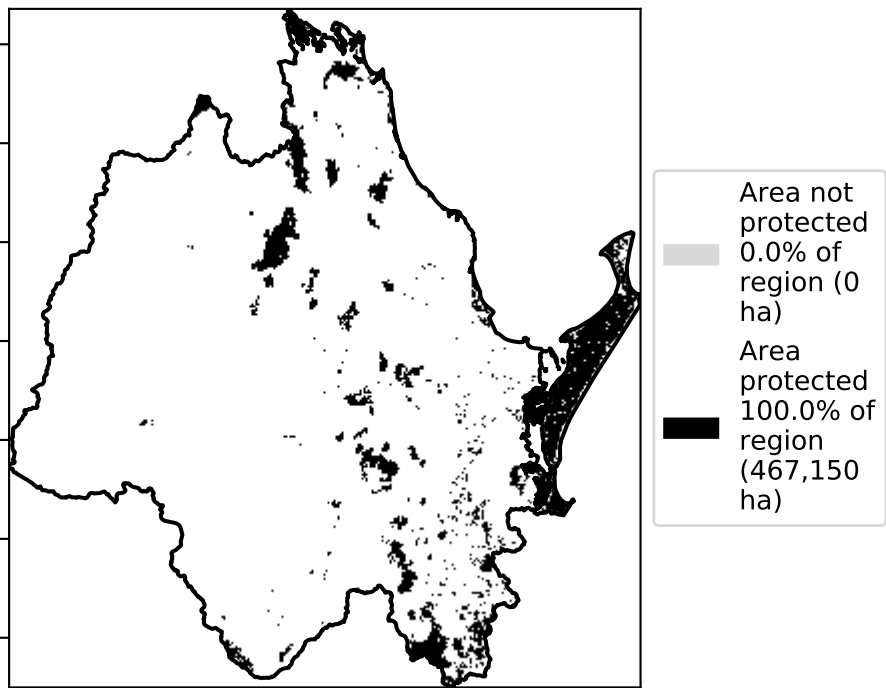 Area not
protected
0.0% of
region (0
ha)
Area
protected
100.0% of
region
(467,150
ha)